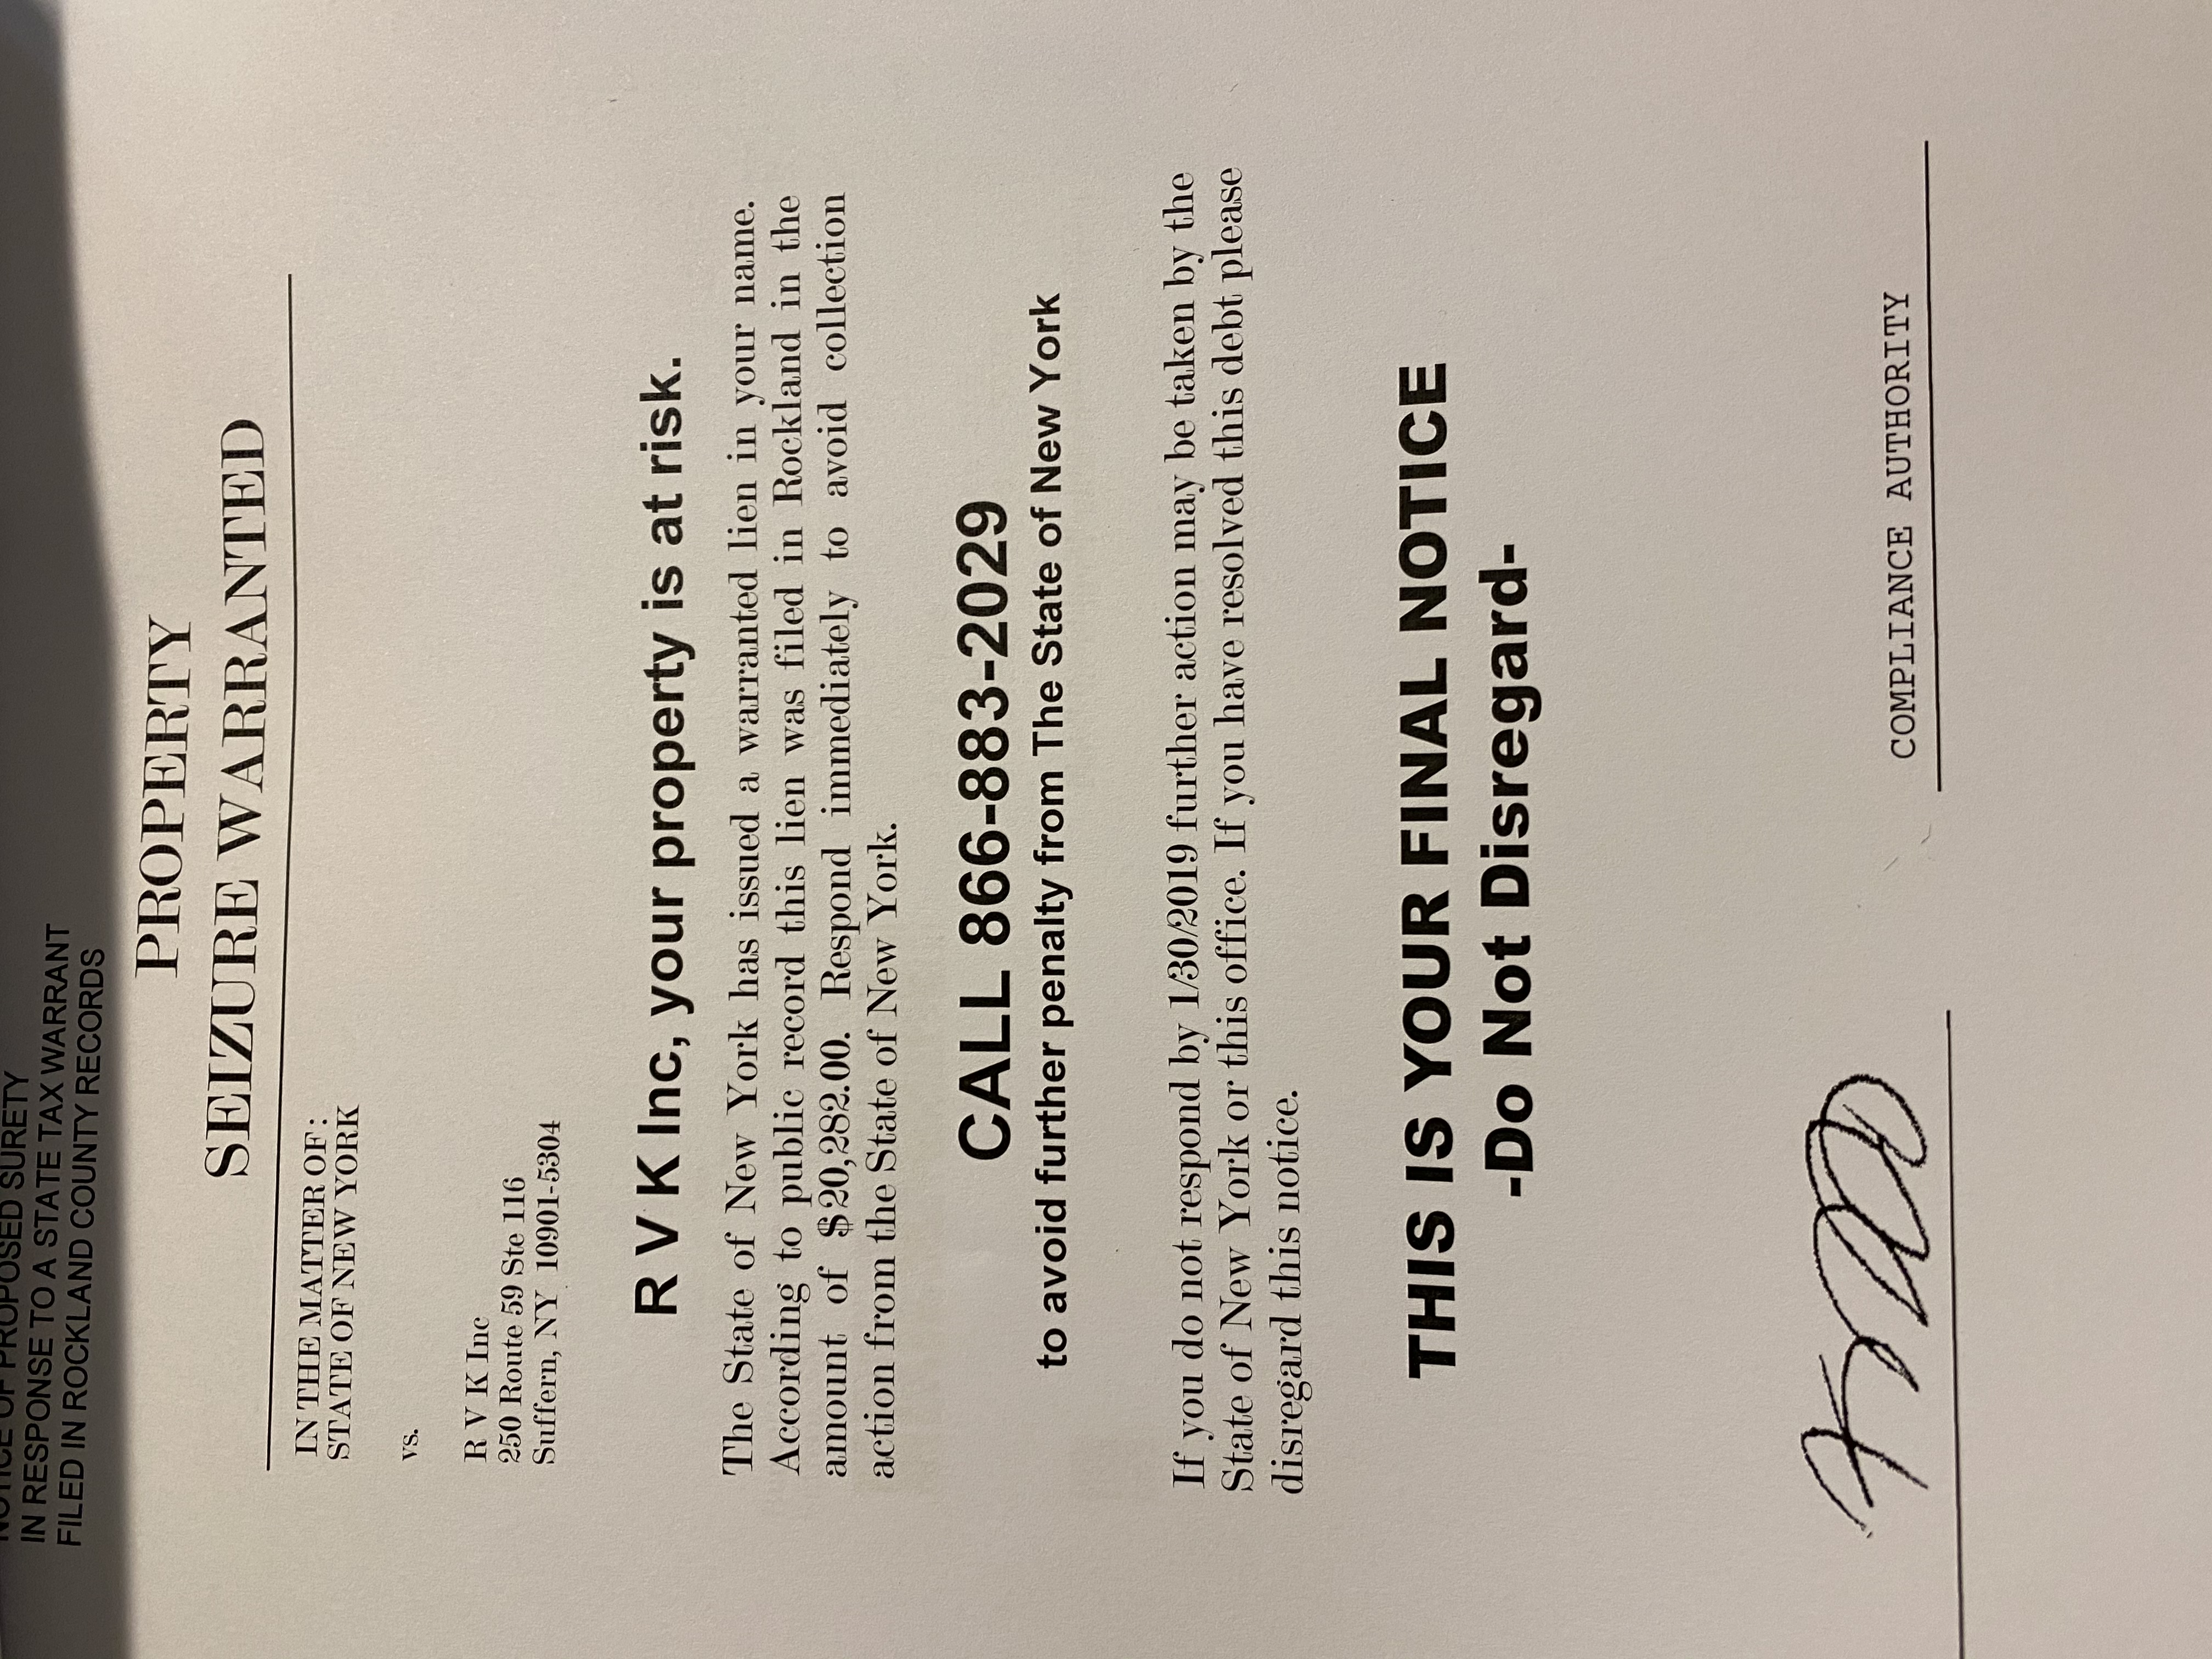 NOTICE OF PROPOSED SURETY
IN RESPONSE TO A STATE TAX WARRANT
FILED IN ROCKLAND COUNTY RECORDS
PROPERTY
SEIZURE WARRANTED
IN THE MATTER OF:
STATE OF NEW YORK
vs.
R V K Inc
250 Route 59 Ste 116
Suffern, NY 10901-5304
R V K Inc, your property is at risk.
The State of New York has issued a warranted lien in your name.
According to public record this lien was filed in Rockland in the
amount of $20,282.00. Respond immediately to avoid collection
action from the State of New York.
CALL 866-883-2029
to avoid further penalty from The State of New York
If you do not respond by 1/30/2019 further action may be taken by the
State of New York or this office. If you have resolved this debt please
disregard this notice.
THIS IS YOUR FINAL NOTICE
-Do Not Disregard-
COMPLIANCE AUTHORITY